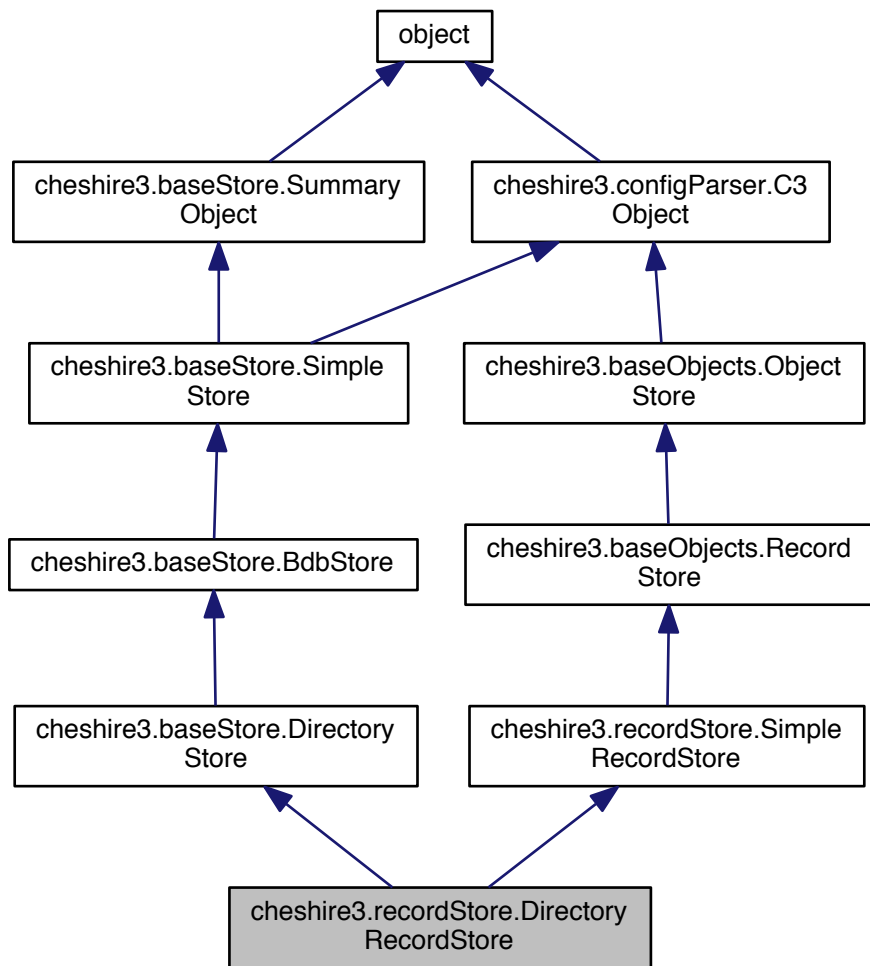 object
cheshire3.baseStore.Summary
Object
cheshire3.configParser.C3
Object
cheshire3.baseStore.Simple
Store
cheshire3.baseObjects.Object
Store
cheshire3.baseStore.BdbStore
cheshire3.baseObjects.Record
Store
cheshire3.baseStore.Directory
Store
cheshire3.recordStore.Simple
RecordStore
cheshire3.recordStore.Directory
RecordStore